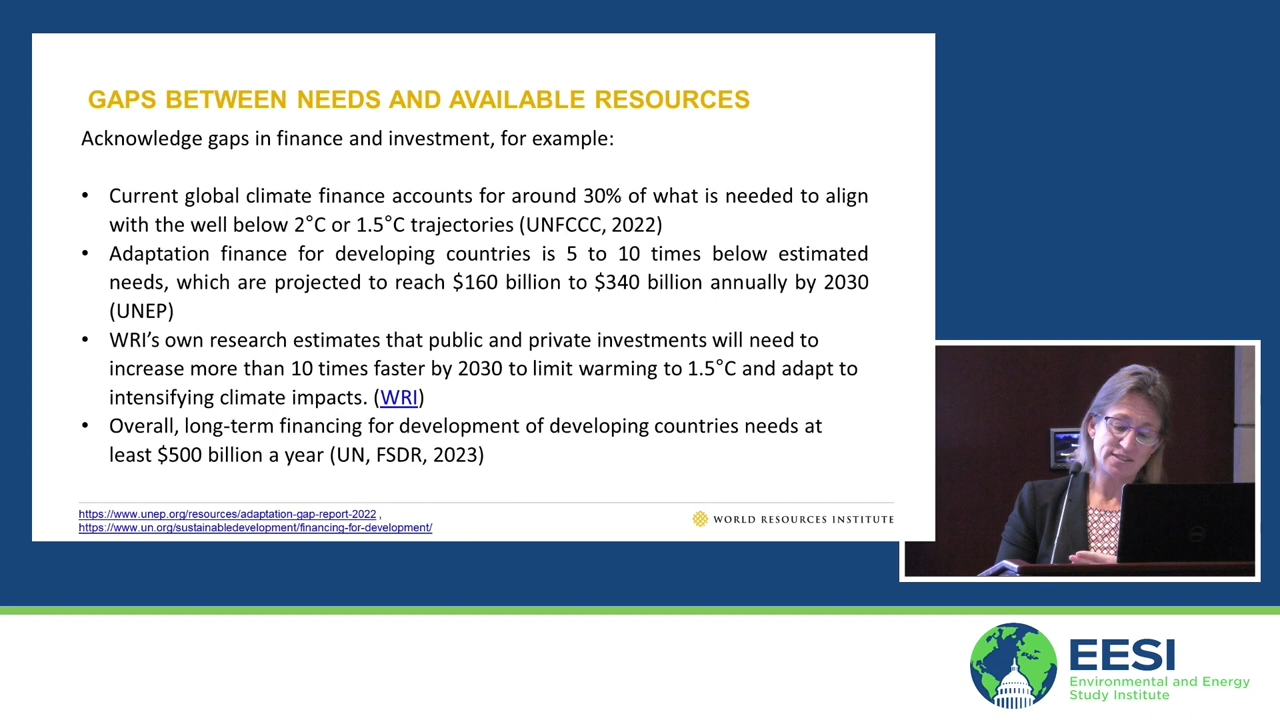 GAPS BETWEEN NEEDS AND AVAILABLE RESOURCES
Acknowledge gaps in finance and investment, for example:
• Current global climate finance accounts for around 30% of what is needed to align
with the well below 2°C or 1.5°C trajectories (UNFCCC, 2022)
• Adaptation finance for developing countries is 5 to 10 times below estimated
needs, which are projected to reach $160 billion to $340 billion annually by 2030
(UNEP)
• WRI’s own research estimates that public and private investments will need to
increase more than 10 times faster by 2030 to limit warming to 1.5°C and adapt to
intensifying climate impacts. (WRI)
• Overall, long-term financing for development of developing countries needs at
least $500 billion a year (UN, FSDR, 2023)
https://www.unep.org/resources/adaptation-gap-report-2022 ,
https://www.un.org/sustainabledevelopment/financing-for-development/
WORLD RESOURCES INSTITUTE
EESI
Environmental and Energy
Study Institute